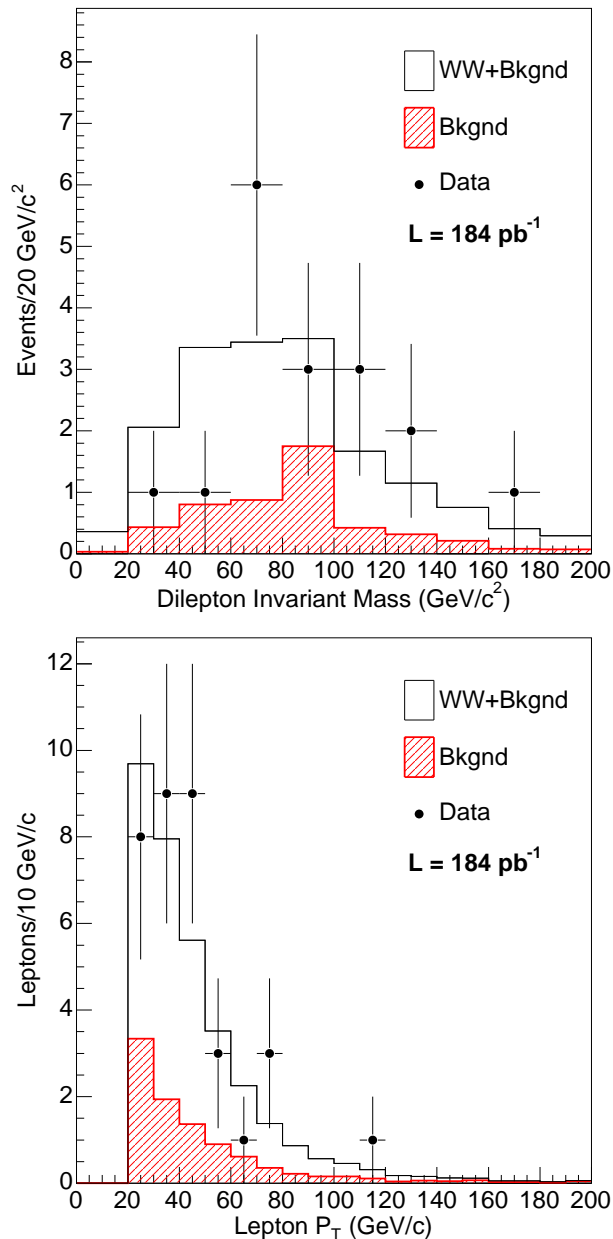 Events/20 GeV/c²
8
7
6
5
4
3
2
1
0
WW+Bkgnd
Bkgnd
Data
L = 184 pb⁻¹
0 20 40 60 80 100 120 140 160 180 200
Dilepton Invariant Mass (GeV/c²)
Leptons/10 GeV/c
12
10
8
6
4
2
0
WW+Bkgnd
Bkgnd
Data
L = 184 pb⁻¹
0 20 40 60 80 100 120 140 160 180 200
Lepton P_T (GeV/c)